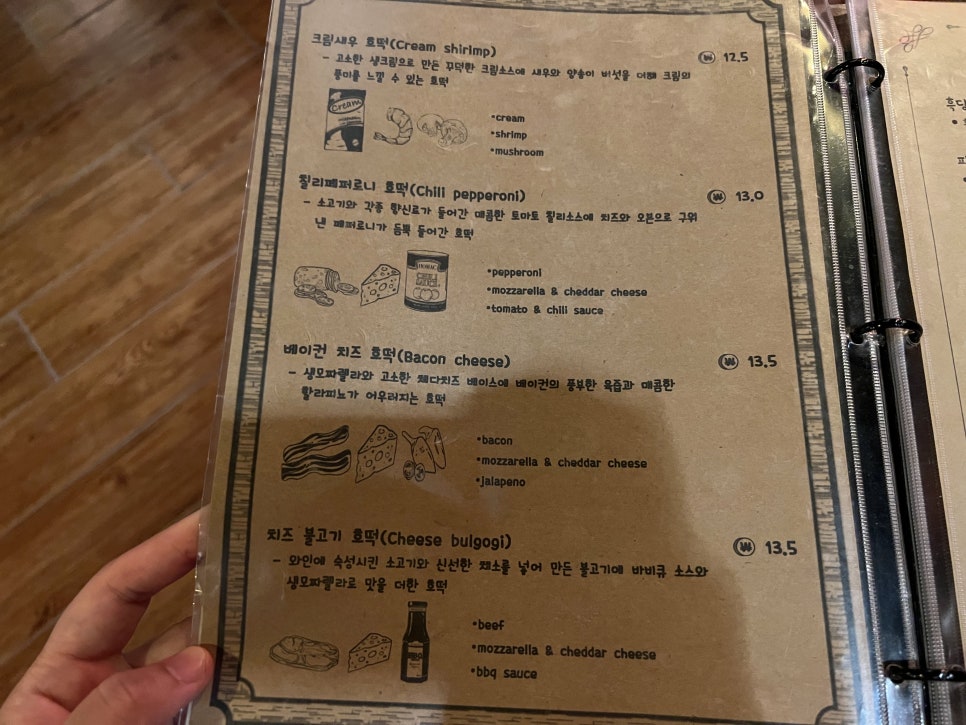 크림새우 호떡(Cream shirimp)
₩ 12.5
- 고소한 생크림으로 만든 꾸덕한 크림소스에 새우와 양송이 버섯을 더해 크림의
풍미를 느낄 수 있는 호떡
Cream
•cream
•shrimp
•mushroom
칠리페퍼로니 호떡(Chili pepperoni)
₩ 13.0
- 소고기와 각종 향신료가 들어간 매콤한 토마토 칠리소스에 치즈와 오븐으로 구워
낸 페퍼로니가 듬뿍 들어간 호떡
CHILI
•pepperoni
•mozzarella & cheddar cheese
•tomato & chili sauce
베이컨 치즈 호떡(Bacon cheese)
₩ 13.5
- 생모짜렐라와 고소한 체다치즈 베이스에 베이컨의 풍부한 육즙과 매콤한
할라피노가 어우러지는 호떡
•bacon
•mozzarella & cheddar cheese
•jalapeno
치즈 불고기 호떡(Cheese bulgogi)
₩ 13.5
- 와인에 숙성시킨 소고기와 신선한 채소를 넣어 만든 불고기에 바비큐 소스와
생모짜렐라로 맛을 더한 호떡
•beef
•mozzarella & cheddar cheese
•bbq sauce
흑당